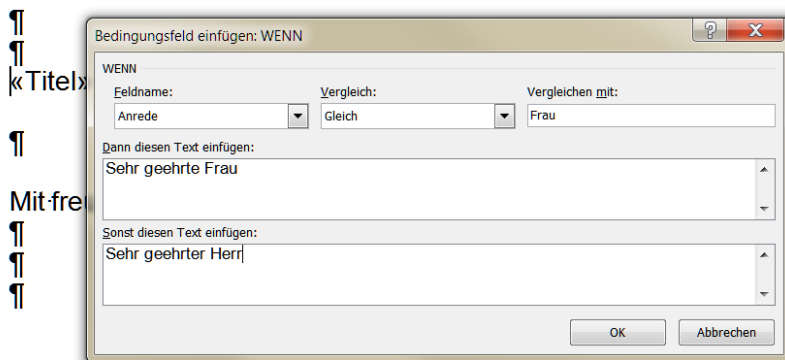 ¶
¶
«Titel»
¶
Mit·freu
¶
¶
¶
Bedingungsfeld einfügen: WENN
?
X
WENN
Feldname:
Vergleich:
Vergleichen mit:
Anrede
Gleich
Frau
Dann diesen Text einfügen:
Sehr geehrte Frau
Sonst diesen Text einfügen:
Sehr geehrter Herr
OK
Abbrechen